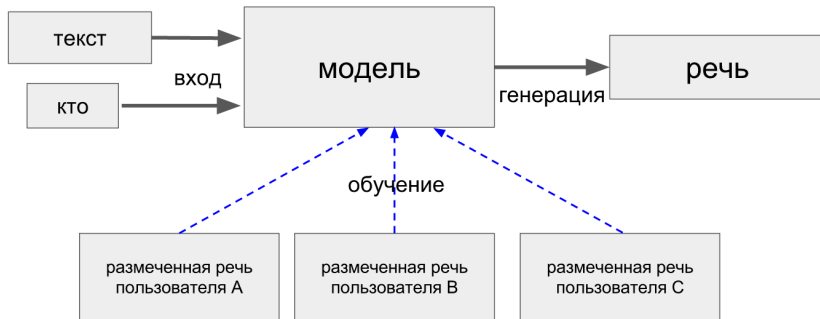 текст
кто
вход
модель
генерация
речь
обучение
размеченная речь
пользователя А
размеченная речь
пользователя В
размеченная речь
пользователя С